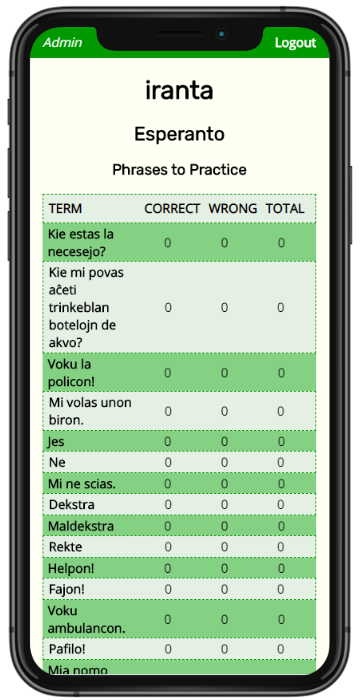 Admin Logout
iranta
Esperanto
Phrases to Practice
TERM CORRECT WRONG TOTAL
Kie estas la
necesejo? 0 0 0
Kie mi povas
aĉeti
trinkeblan
botelojn de
akvo? 0 0 0
Voku la
policon! 0 0 0
Mi volas unon
biron. 0 0 0
Jes 0 0 0
Ne 0 0 0
Mi ne scias. 0 0 0
Dekstra 0 0 0
Maldekstra 0 0 0
Rekte 0 0 0
Helpon! 0 0 0
Fajon! 0 0 0
Voku
ambulancon. 0 0 0
Pafilo! 0 0 0
Mia nomo